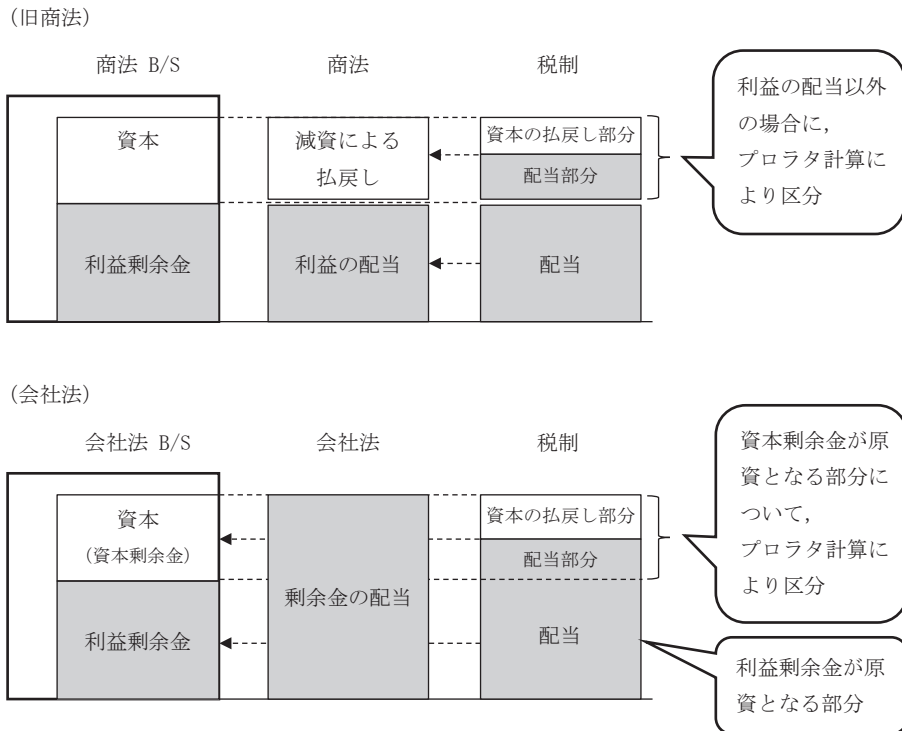 （旧商法）
商法 B/S
商法
税制
資本
減資による
払戻し
資本の払戻し部分
配当部分
利益の配当以外
の場合に，
プロラタ計算に
より区分
利益剰余金
利益の配当
配当
（会社法）
会社法 B/S
会社法
税制
資本
（資本剰余金）
剰余金の配当
資本の払戻し部分
配当部分
資本剰余金が原
資となる部分に
ついて，
プロラタ計算に
より区分
利益剰余金
配当
利益剰余金が原
資となる部分